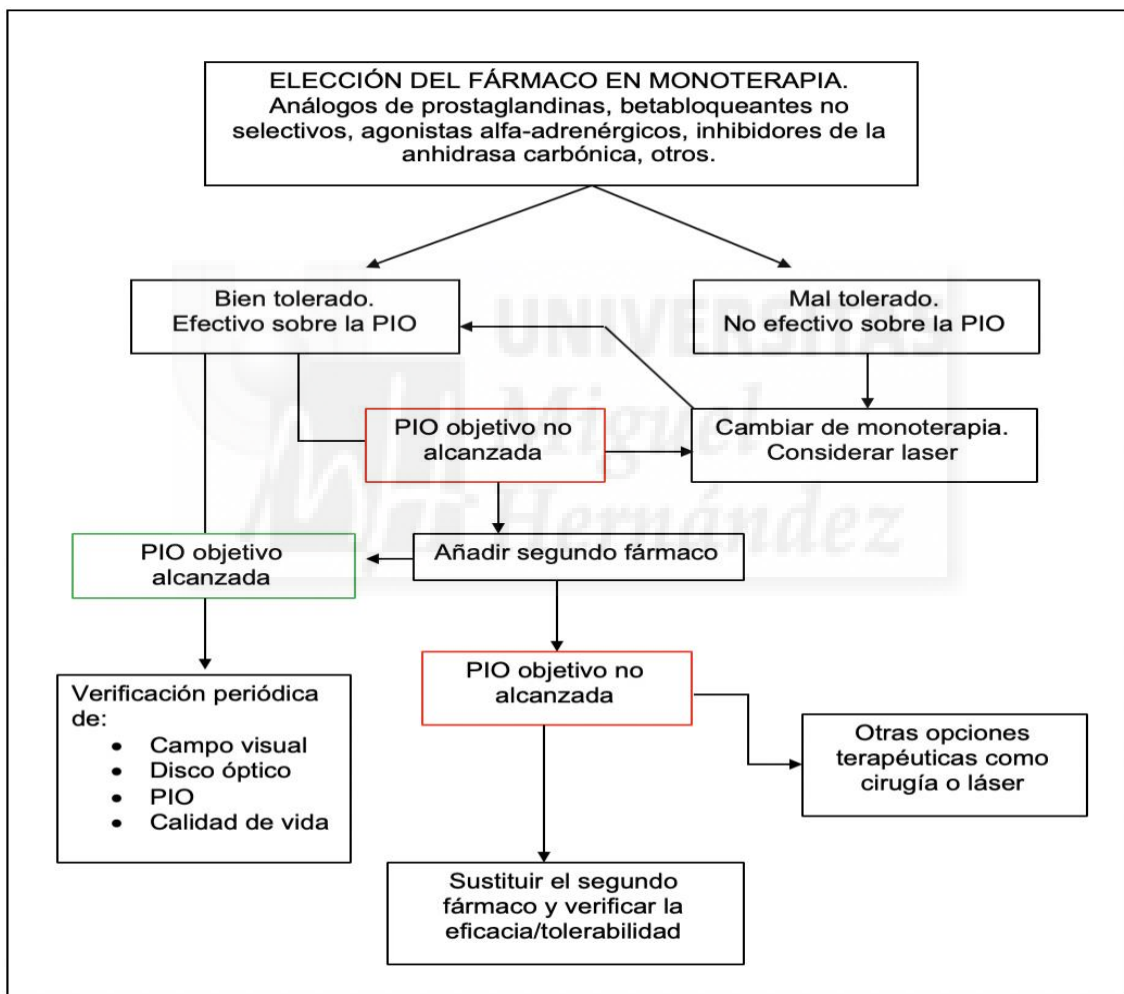 ELECCIÓN DEL FÁRMACO EN MONOTERAPIA.
Análogos de prostaglandinas, betabloqueantes no
selectivos, agonistas alfa-adrenérgicos, inhibidores de la
anhidrasa carbónica, otros.
Bien tolerado.
Efectivo sobre la PIO
Mal tolerado.
No efectivo sobre la PIO
UNIVERSITAS
Miguel
Hernández
PIO objetivo no
alcanzada
Cambiar de monoterapia.
Considerar laser
PIO objetivo
alcanzada
Añadir segundo fármaco
PIO objetivo no
alcanzada
Verificación periódica
de:
• Campo visual
• Disco óptico
• PIO
• Calidad de vida
Otras opciones
terapéuticas como
cirugía o láser
Sustituir el segundo
fármaco y verificar la
eficacia/tolerabilidad